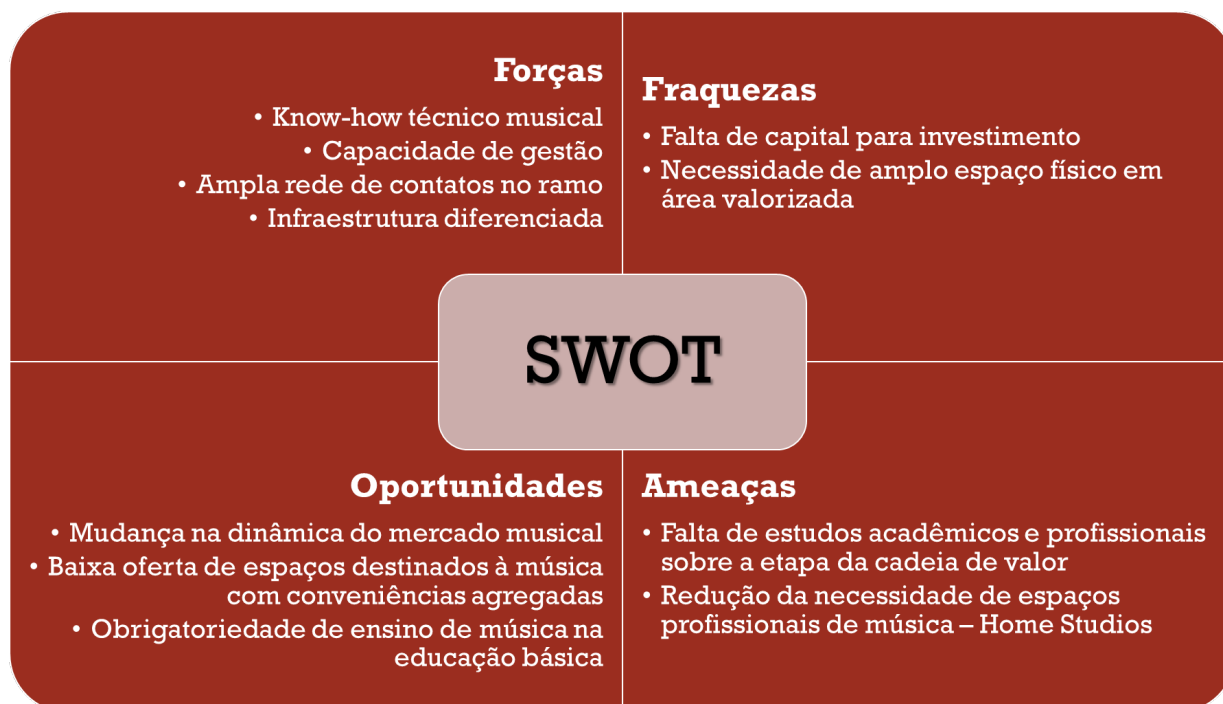 Forças
• Know-how técnico musical
• Capacidade de gestão
• Ampla rede de contatos no ramo
• Infraestrutura diferenciada
Fraquezas
• Falta de capital para investimento
• Necessidade de amplo espaço físico em
área valorizada
SWOT
Oportunidades
• Mudança na dinâmica do mercado musical
• Baixa oferta de espaços destinados à música
com conveniências agregadas
• Obrigatoriedade de ensino de música na
educação básica
Ameaças
• Falta de estudos acadêmicos e profissionais
sobre a etapa da cadeia de valor
• Redução da necessidade de espaços
profissionais de música – Home Studios